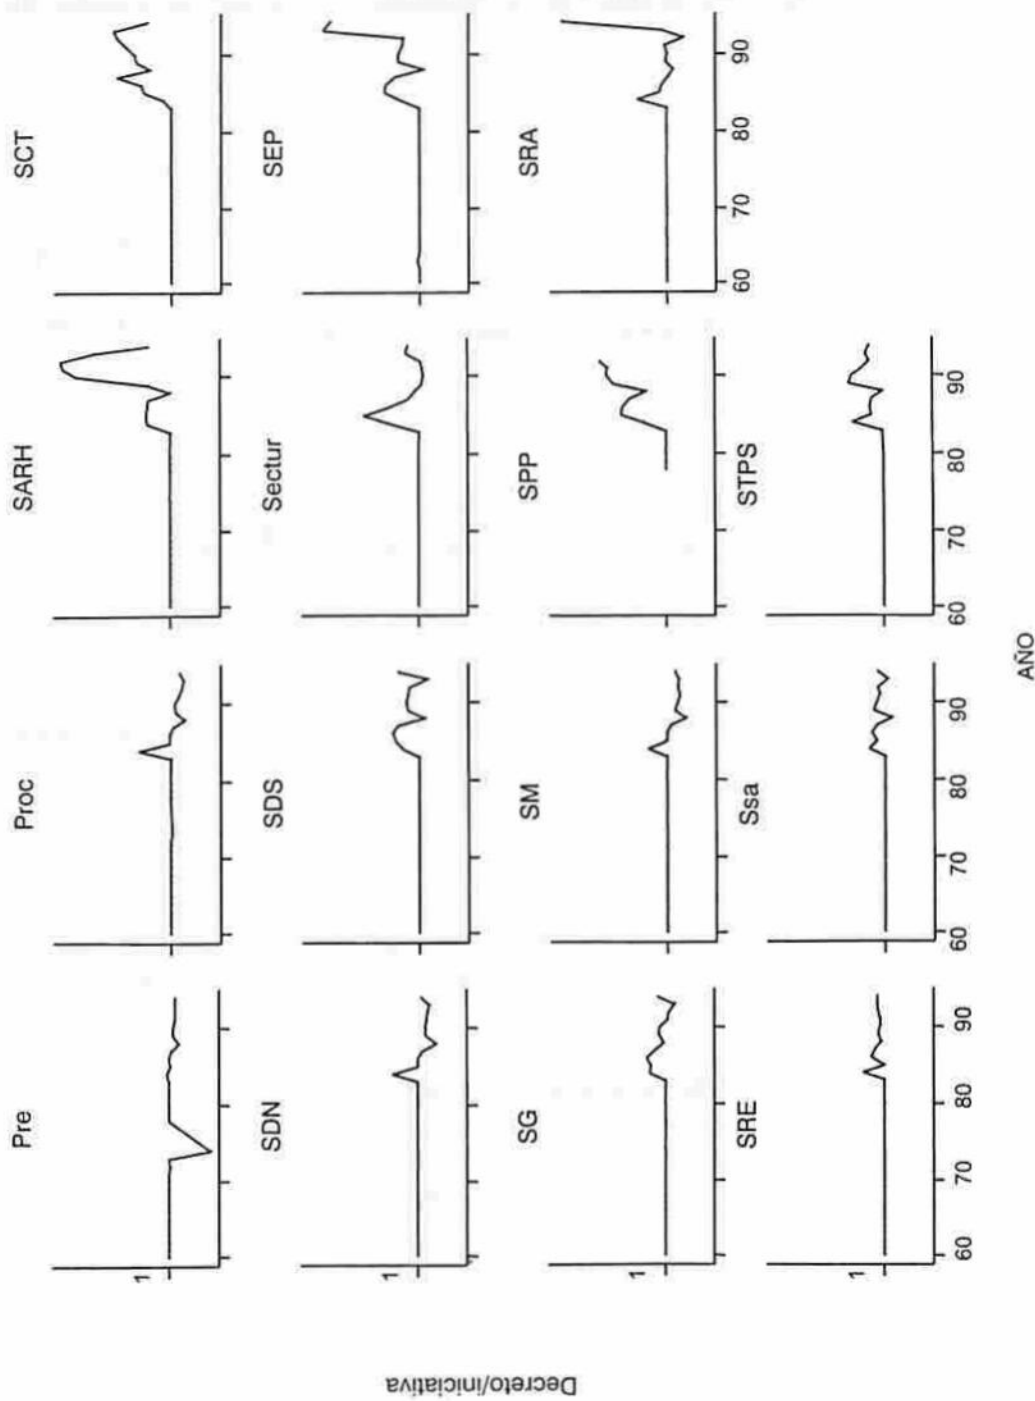 Decreto/iniciativa
Pre Proc SARH SCT
1
SDN SDS Sectur SEP
1
SG SM SPP SRA
1
60 70 80 90
SRE Ssa STPS
1
60 70 80 90 60 70 80 90 60 70 80 90
AÑO